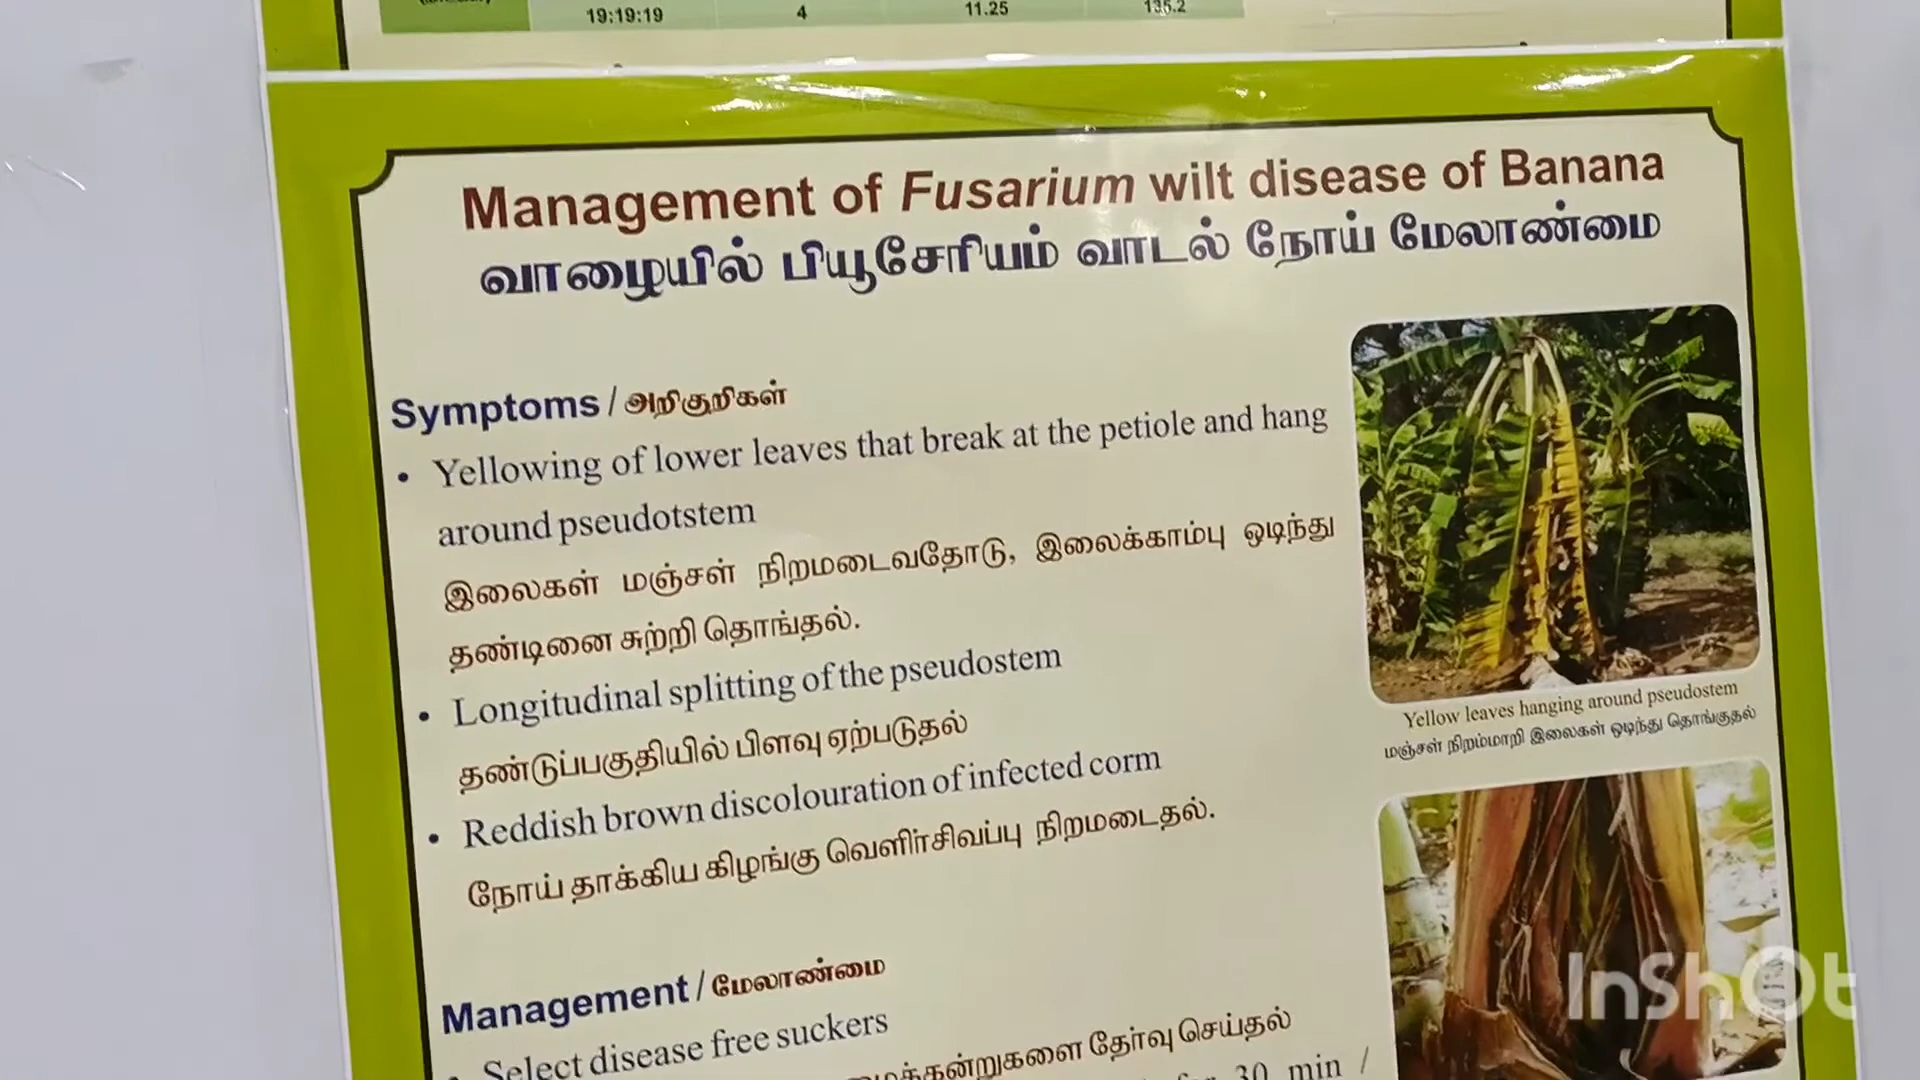 19:19:19 4 11.25 135.2
Management of Fusarium wilt disease of Banana
வாழையில் பியூசேரியம் வாடல் நோய் மேலாண்மை
Symptoms / அறிகுறிகள்
• Yellowing of lower leaves that break at the petiole and hang
around pseudotstem
இலைகள் மஞ்சள் நிறமடைவதோடு, இலைக்காம்பு ஒடிந்து
தண்டினை சுற்றி தொங்தல்.
• Longitudinal splitting of the pseudostem
தண்டுப்பகுதியில் பிளவு ஏற்படுதல்
• Reddish brown discolouration of infected corm
நோய் தாக்கிய கிழங்கு வெளிர்சிவப்பு நிறமடைதல்.
Yellow leaves hanging around pseudostem
மஞ்சள் நிறம்மாறி இலைகள் ஒடிந்து தொங்குதல்
Management / மேலாண்மை
• Select disease free suckers
தேர்வு செய்தல்
30 min /
InShOt